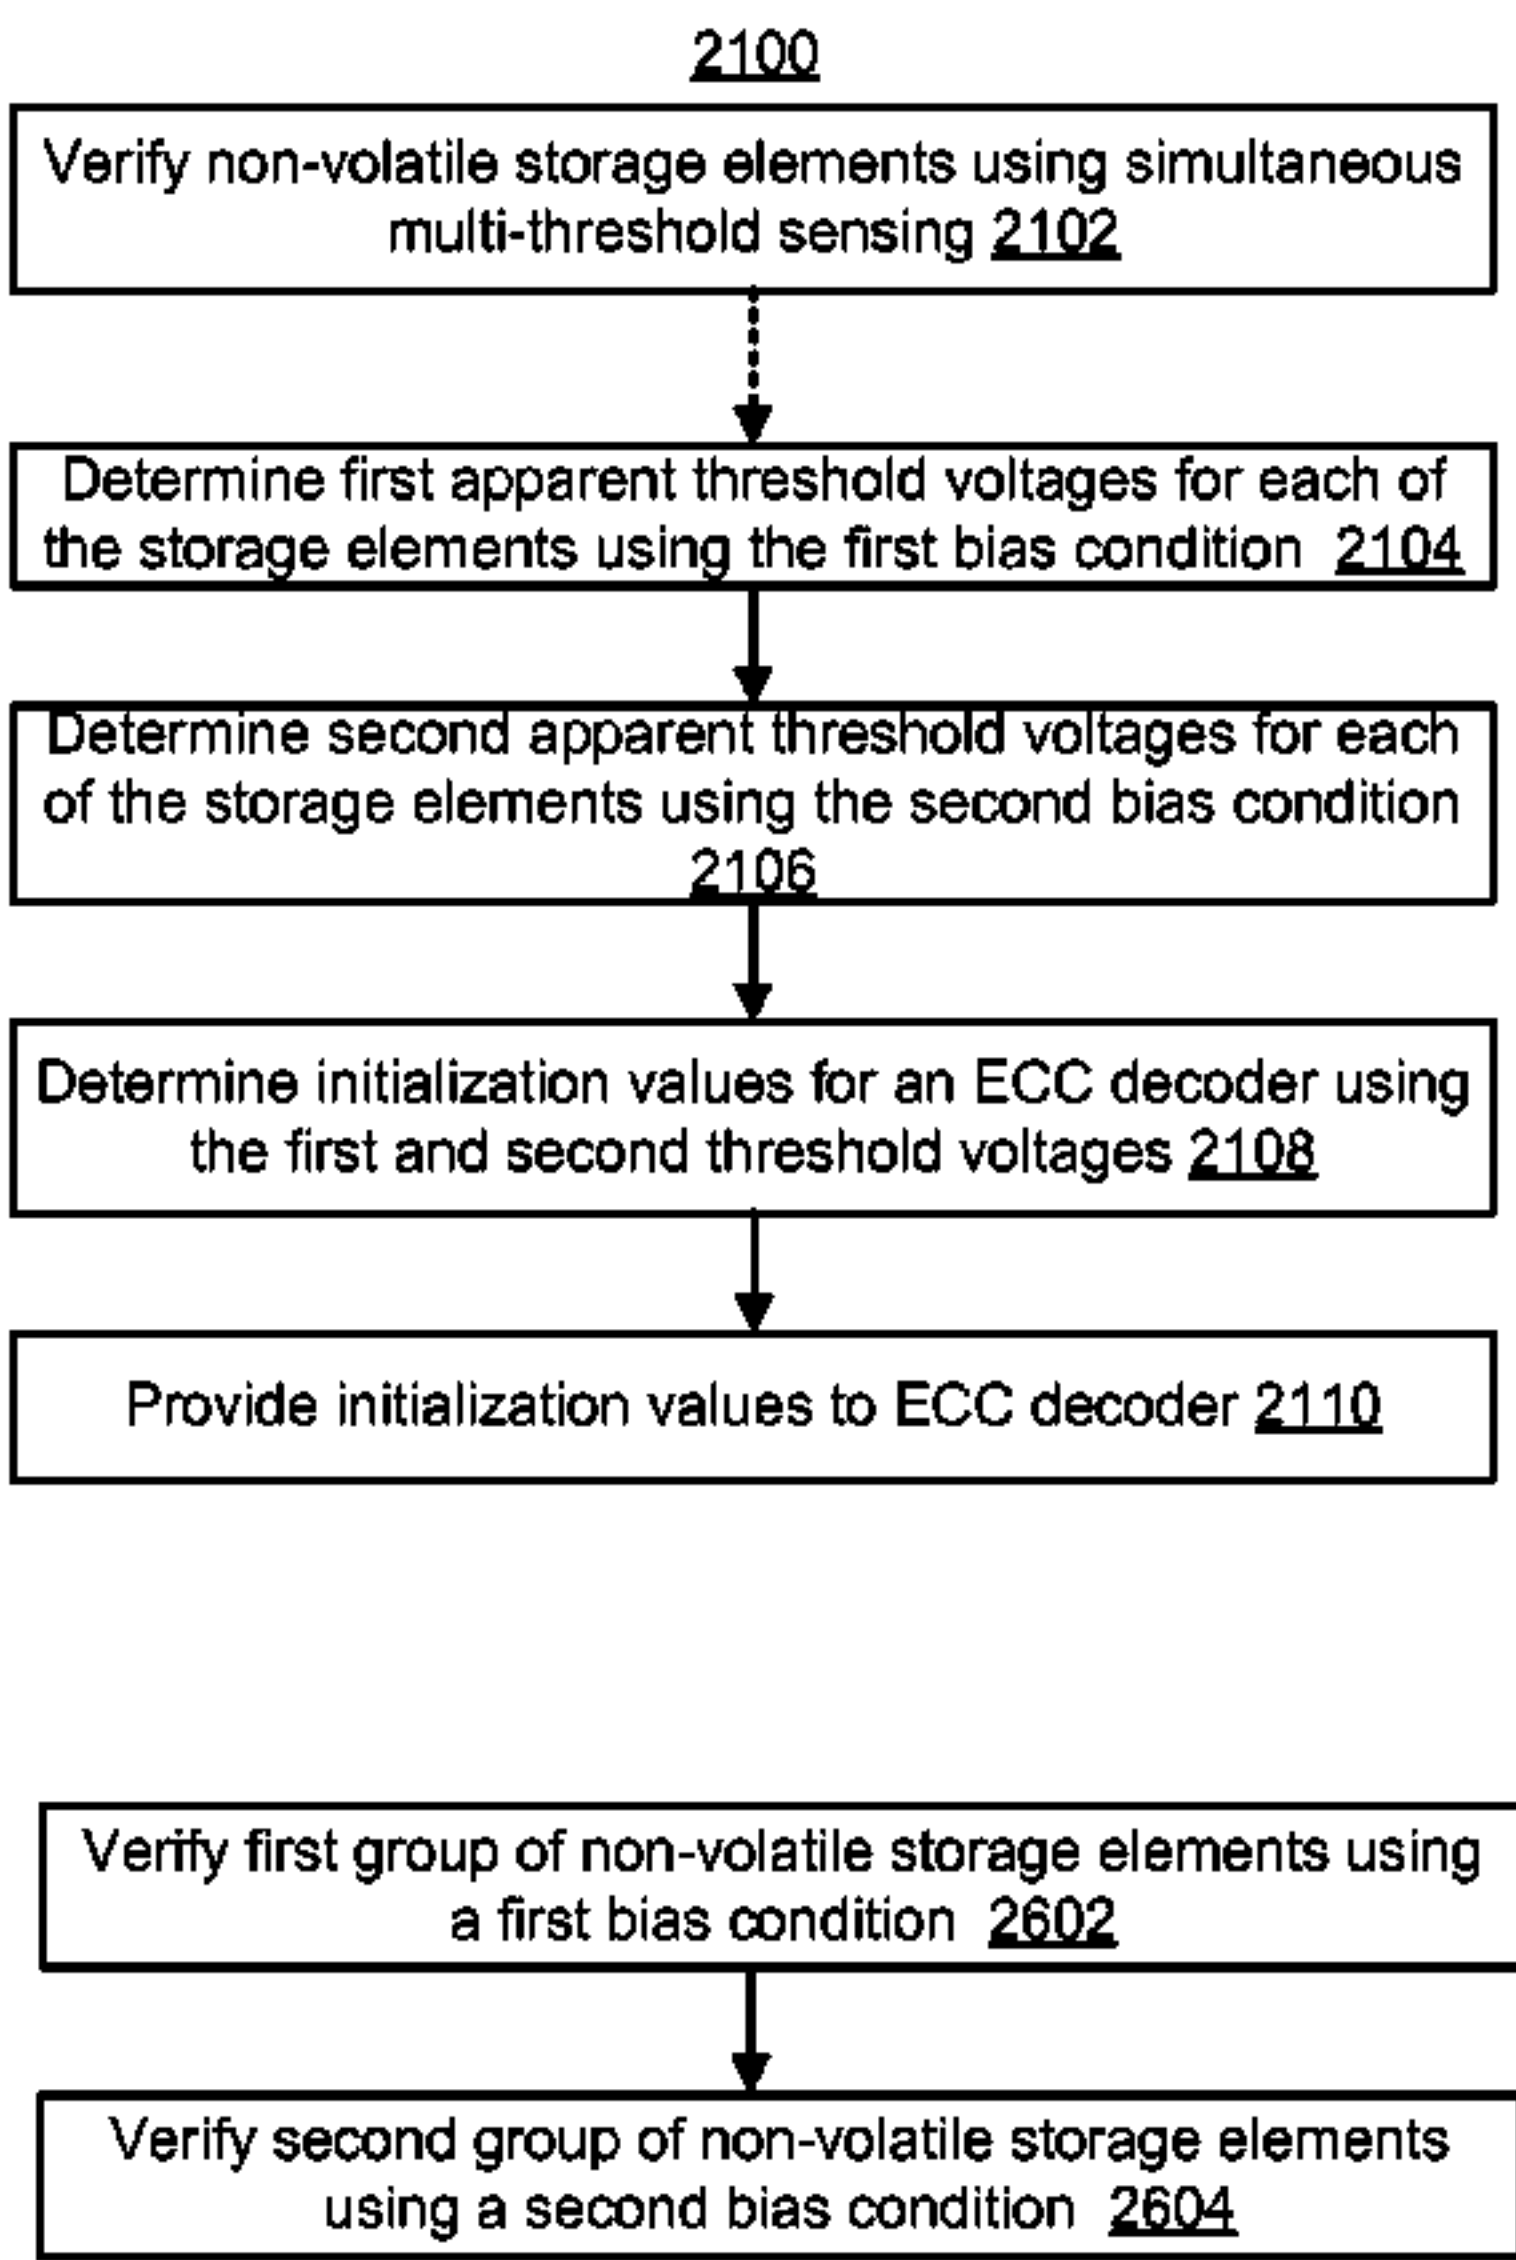 2100
Verify non-volatile storage elements using simultaneous
multi-threshold sensing 2102
Determine first apparent threshold voltages for each of
the storage elements using the first bias condition 2104
Determine second apparent threshold voltages for each
of the storage elements using the second bias condition
2106
Determine initialization values for an ECC decoder using
the first and second threshold voltages 2108
Provide initialization values to ECC decoder 2110
Verify first group of non-volatile storage elements using
a first bias condition 2602
Verify second group of non-volatile storage elements
using a second bias condition 2604